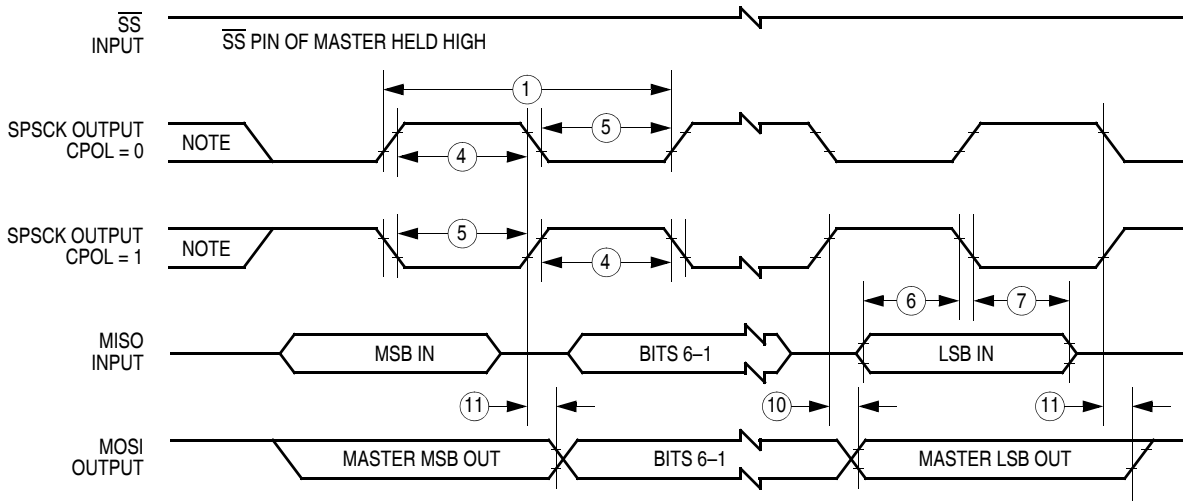 SS
INPUT
SS PIN OF MASTER HELD HIGH
1
SPSCK OUTPUT
CPOL = 0
NOTE
5
4
SPSCK OUTPUT
CPOL = 1
NOTE
5
4
6
7
MISO
INPUT
MSB IN
BITS 6–1
LSB IN
11
10
11
MOSI
OUTPUT
MASTER MSB OUT
BITS 6–1
MASTER LSB OUT